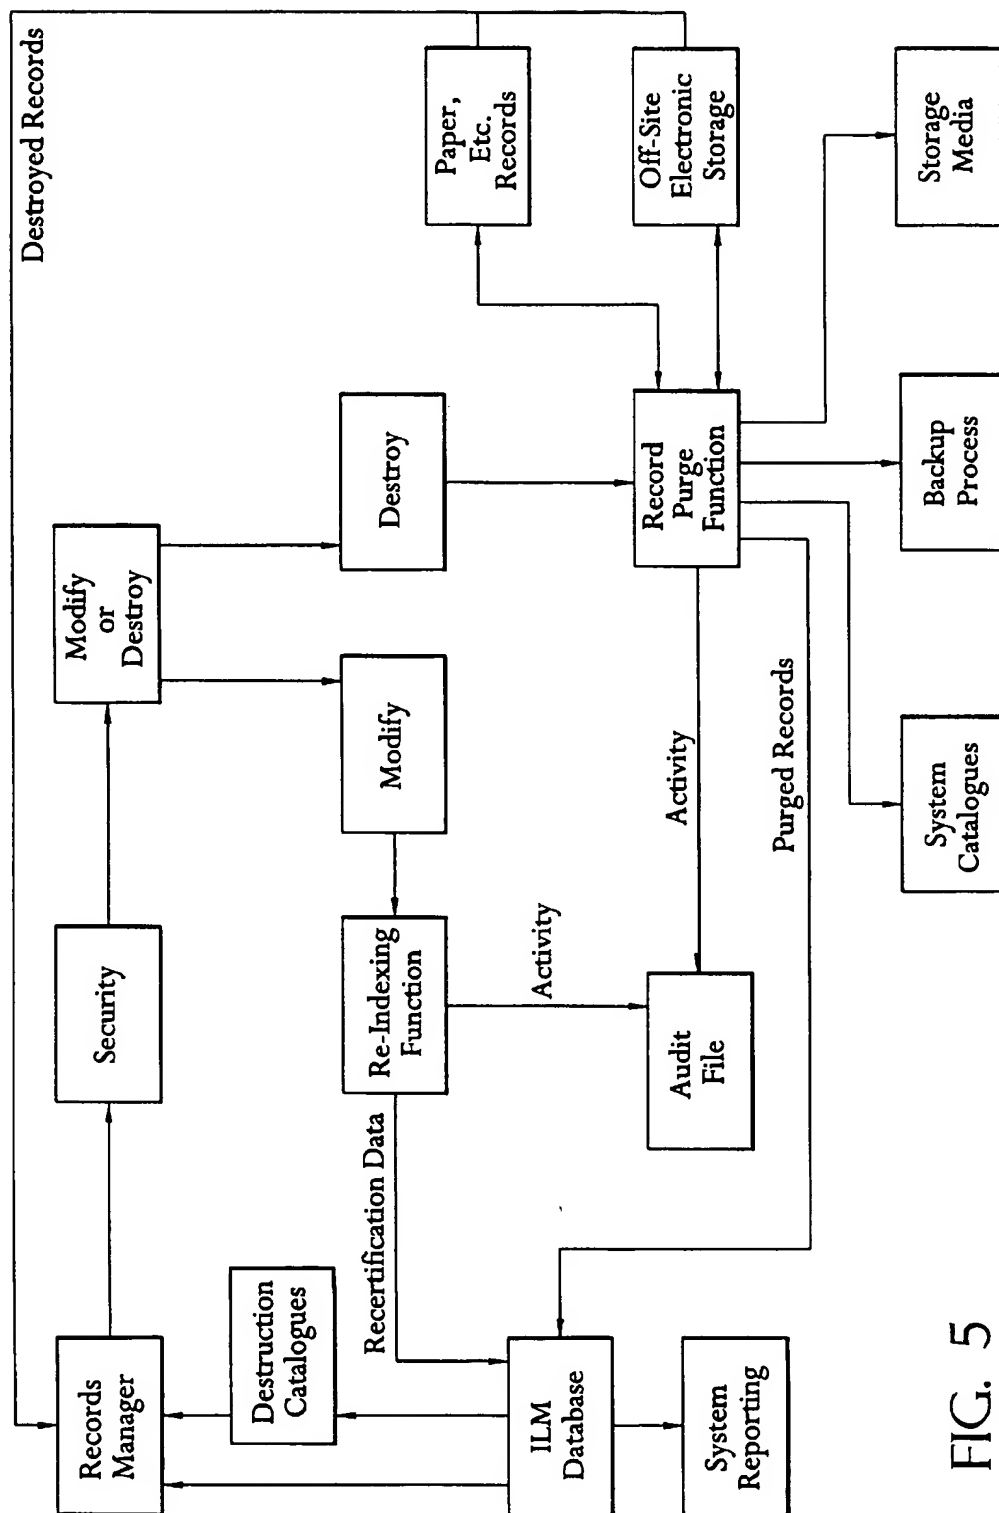 Destroyed Records
Records
Manager
Security
Modify
or
Destroy
Paper,
Etc.
Records
Destruction
Catalogues
Recertification Data
Re-Indexing
Function
Modify
Destroy
Off-Site
Electronic
Storage
ILM
Database
Activity
Audit
File
Activity
Record
Purge
Function
System
Reporting
Purged Records
System
Catalogues
Backup
Process
Storage
Media
FIG. 5